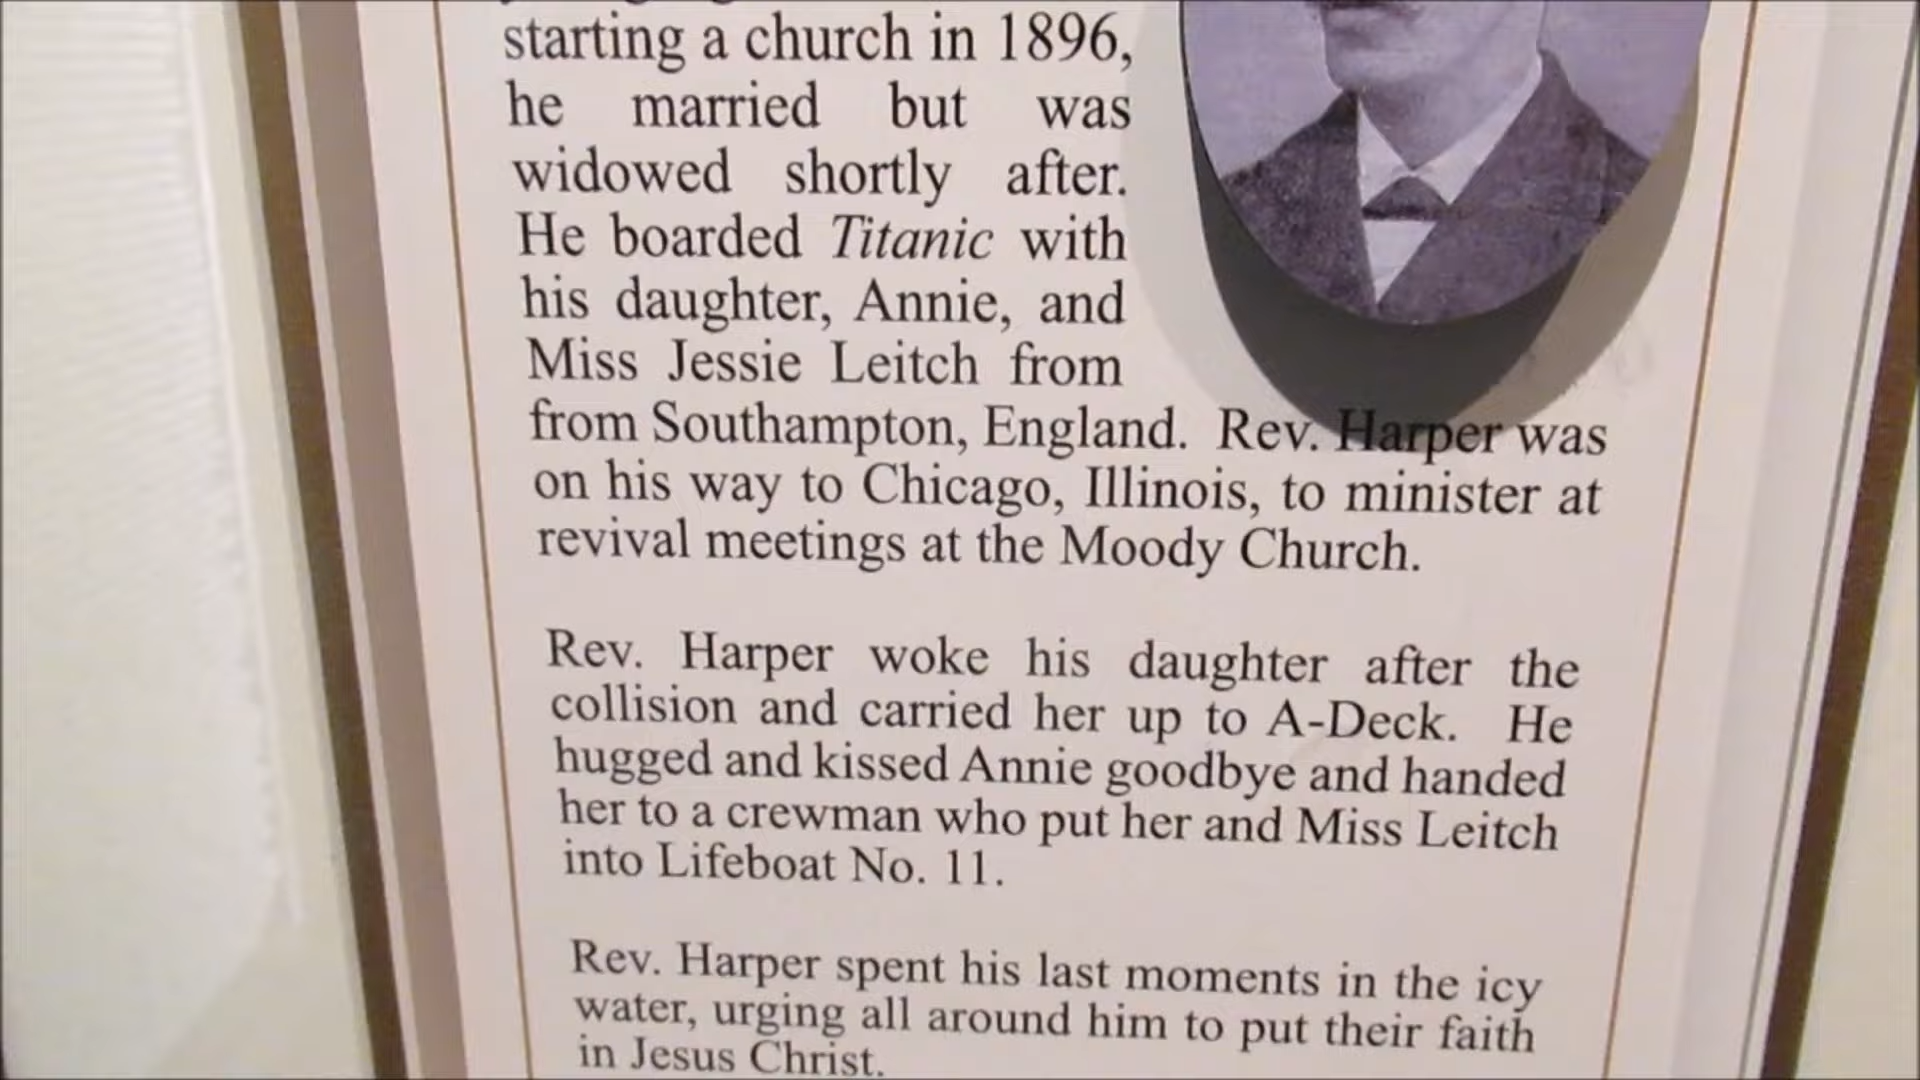 starting a church in 1896,
he married but was
widowed shortly after.
He boarded Titanic with
his daughter, Annie, and
Miss Jessie Leitch from
from Southampton, England. Rev. Harper was
on his way to Chicago, Illinois, to minister at
revival meetings at the Moody Church.
Rev. Harper woke his daughter after the
collision and carried her up to A-Deck. He
hugged and kissed Annie goodbye and handed
her to a crewman who put her and Miss Leitch
into Lifeboat No. 11.
Rev. Harper spent his last moments in the icy
water, urging all around him to put their faith
in Jesus Christ.